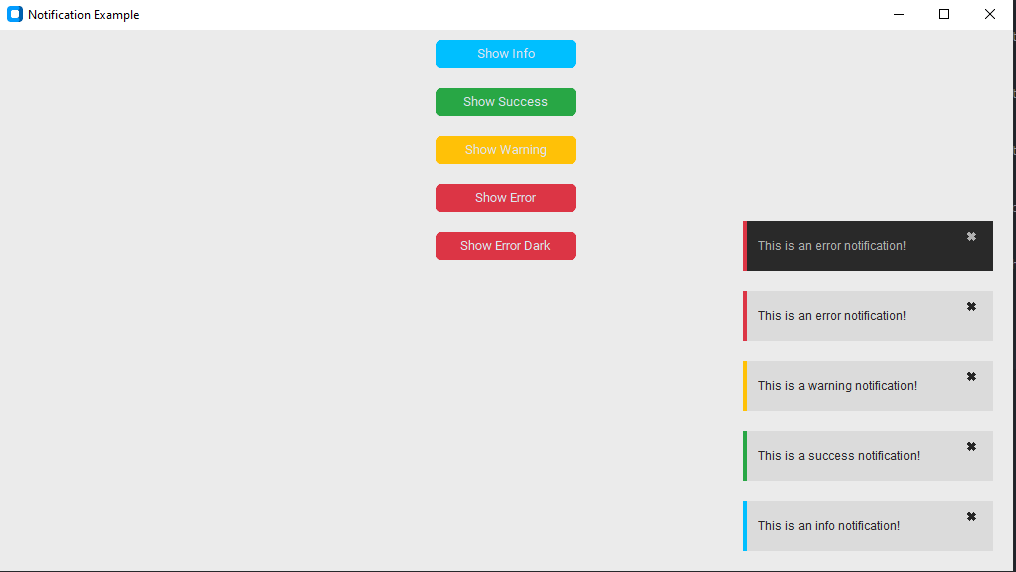 Notification Example
Show Info
Show Success
Show Warning
Show Error
Show Error Dark
This is an error notification!
This is an error notification!
This is a warning notification!
This is a success notification!
This is an info notification!